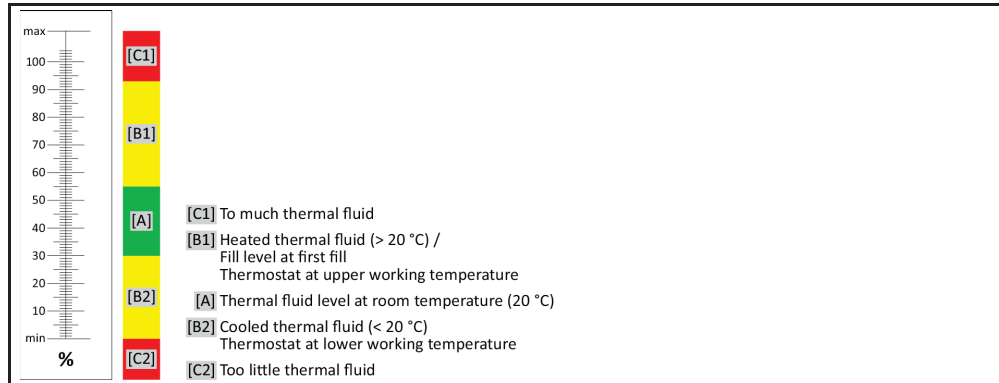 max
100
90
80
70
60
50
40
30
20
10
min
%
[C1]
[B1]
[A]
[B2]
[C2]
[C1] To much thermal fluid
[B1] Heated thermal fluid (> 20 °C) /
Fill level at first fill
Thermostat at upper working temperature
[A] Thermal fluid level at room temperature (20 °C)
[B2] Cooled thermal fluid (< 20 °C)
Thermostat at lower working temperature
[C2] Too little thermal fluid